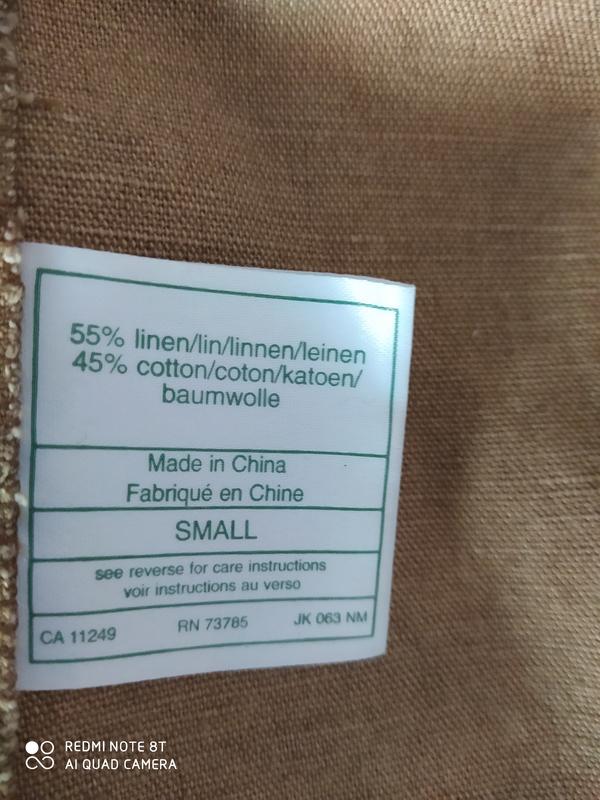 55% linen/lin/linnen/leinen
45% cotton/coton/katoen/
baumwolle
Made in China
Fabriqué en Chine
SMALL
see reverse for care instructions
voir instructions au verso
CA 11249 RN 73785 JK 063 NM
REDMI NOTE 8T
AI QUAD CAMERA